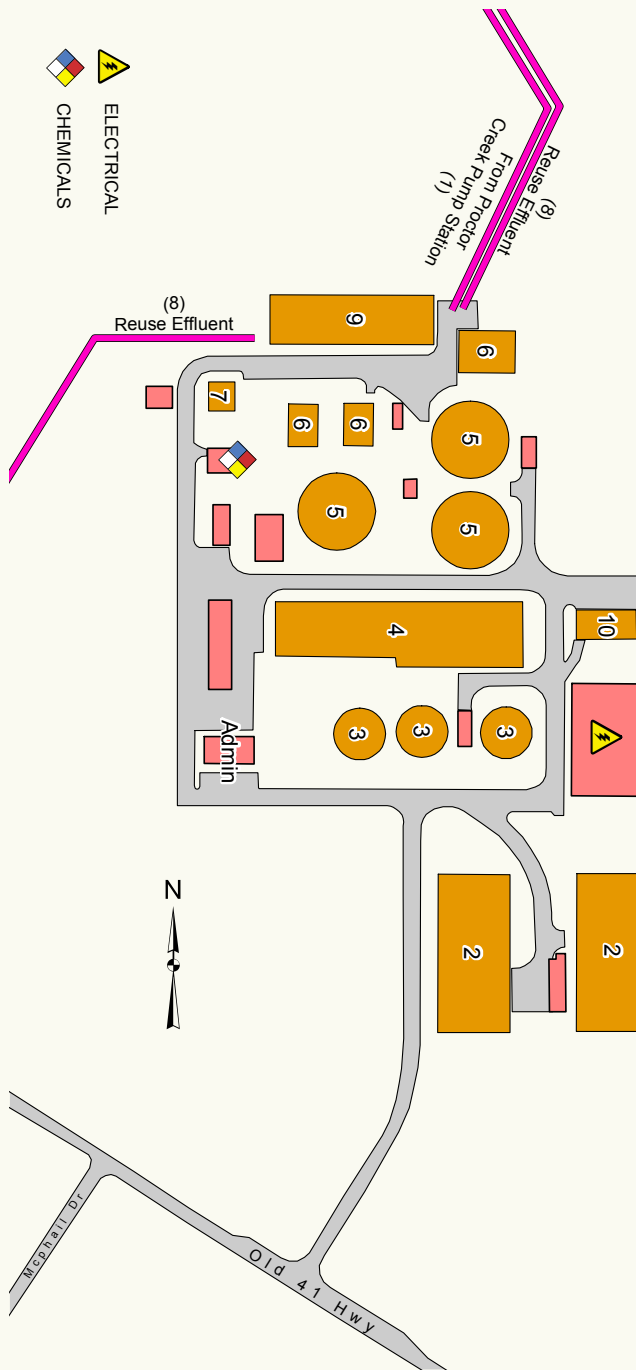 ELECTRICAL
CHEMICALS
(8)
Reuse Effluent
From Proctor
Creek Pump Station
(1)
(8)
Reuse Effluent
9
6
7
6
6
5
5
5
4
10
3
3
3
Admin
2
2
N
Old 41 Hwy
Mcphail Dr